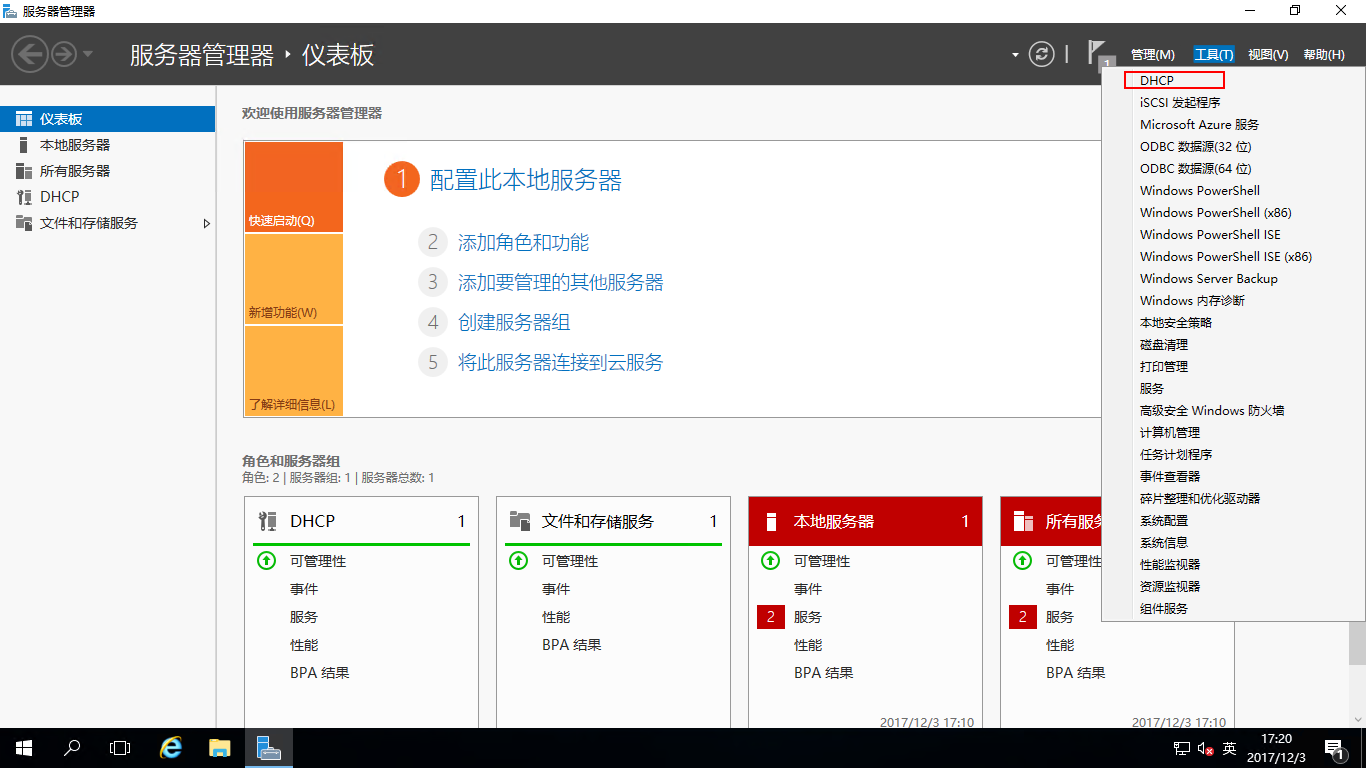 服务器管理器
服务器管理器 ‣ 仪表板
1
管理(M) 工具(T) 视图(V) 帮助(H)
仪表板
本地服务器
所有服务器
DHCP
文件和存储服务
欢迎使用服务器管理器
快速启动(Q)
新增功能(W)
了解详细信息(L)
1 配置此本地服务器
2 添加角色和功能
3 添加要管理的其他服务器
4 创建服务器组
5 将此服务器连接到云服务
角色和服务器组
角色: 2 | 服务器组: 1 | 服务器总数: 1
DHCP 1
可管理性
事件
服务
性能
BPA 结果
文件和存储服务 1
可管理性
事件
性能
BPA 结果
本地服务器 1
可管理性
事件
2 服务
性能
BPA 结果
2017/12/3 17:10
所有服务
可管理性
事件
2 服务
性能
BPA 结果
2017/12/3 17:10
DHCP
iSCSI 发起程序
Microsoft Azure 服务
ODBC 数据源(32 位)
ODBC 数据源(64 位)
Windows PowerShell
Windows PowerShell (x86)
Windows PowerShell ISE
Windows PowerShell ISE (x86)
Windows Server Backup
Windows 内存诊断
本地安全策略
磁盘清理
打印管理
服务
高级安全 Windows 防火墙
计算机管理
任务计划程序
事件查看器
碎片整理和优化驱动器
系统配置
系统信息
性能监视器
资源监视器
组件服务
英
17:20
2017/12/3
1